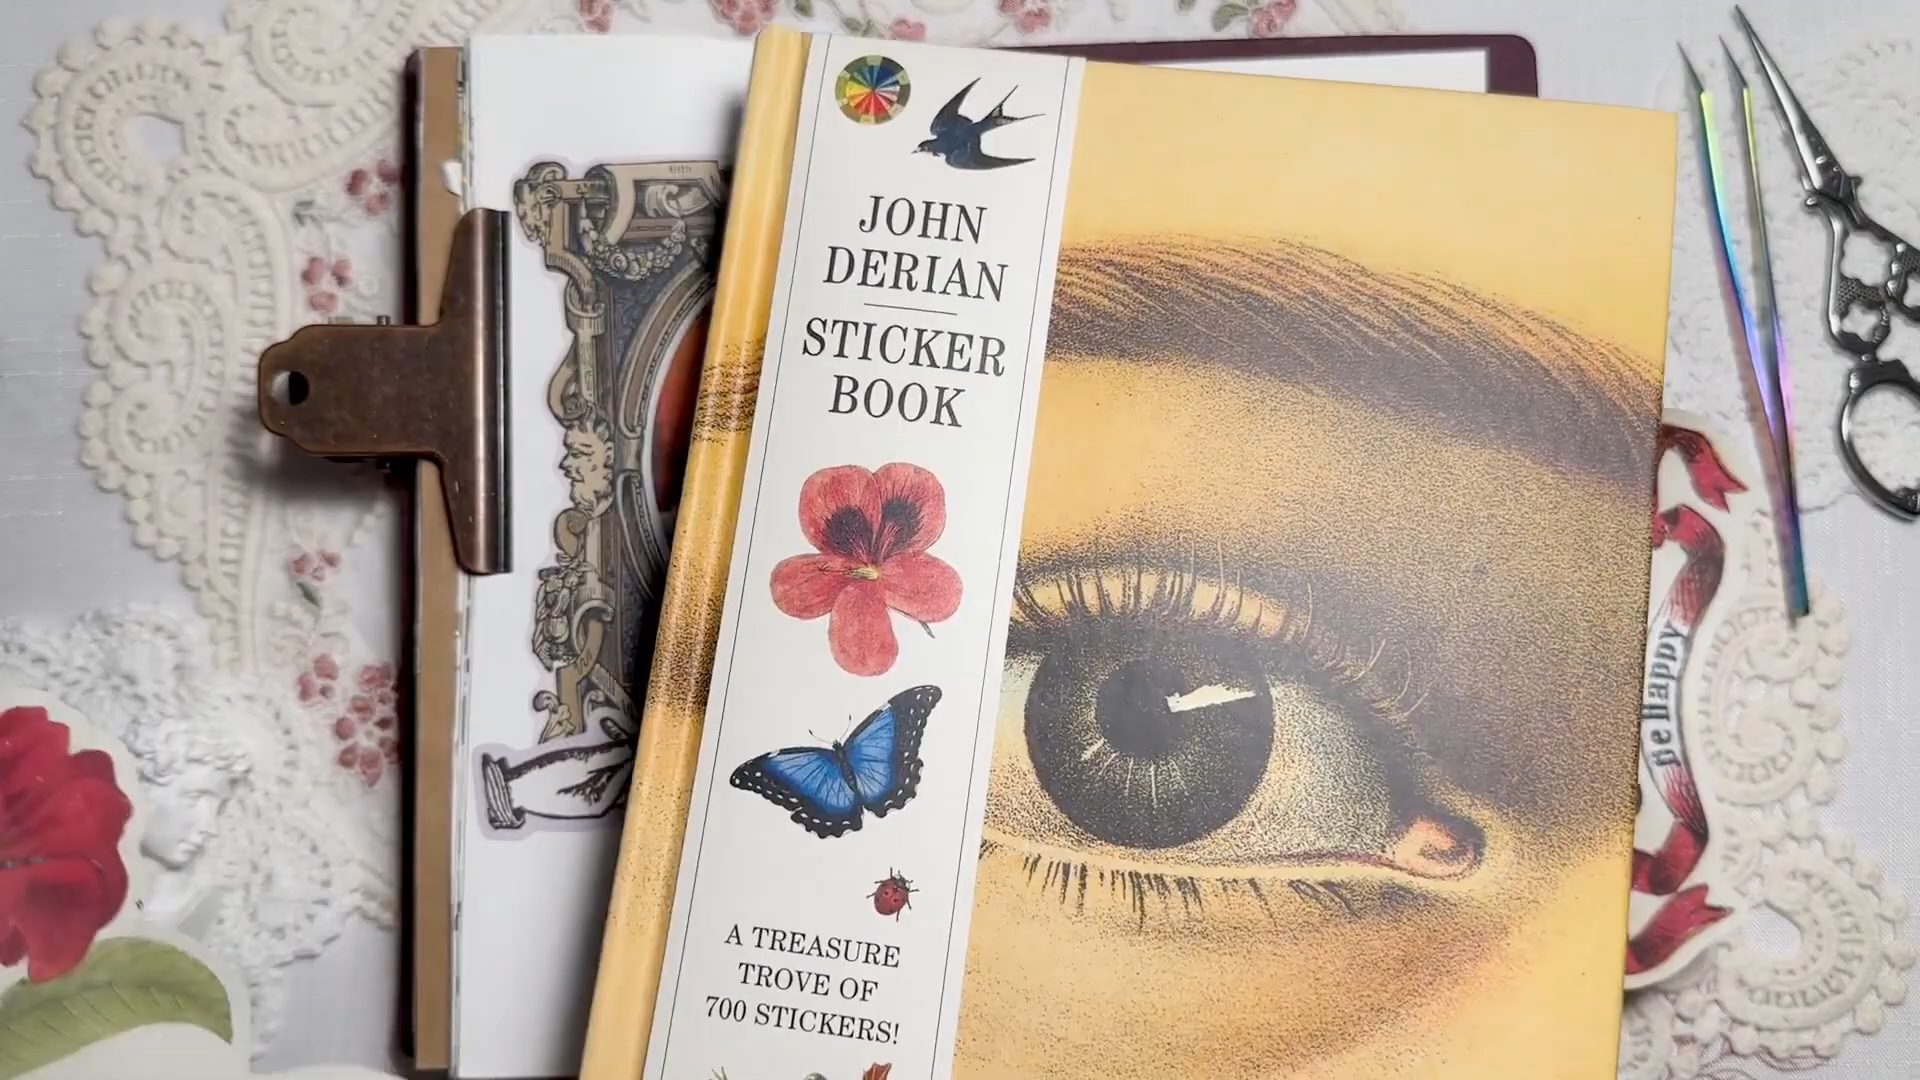 JOHN
DERIAN
STICKER
BOOK
A TREASURE
TROVE OF
700 STICKERS!
be happy